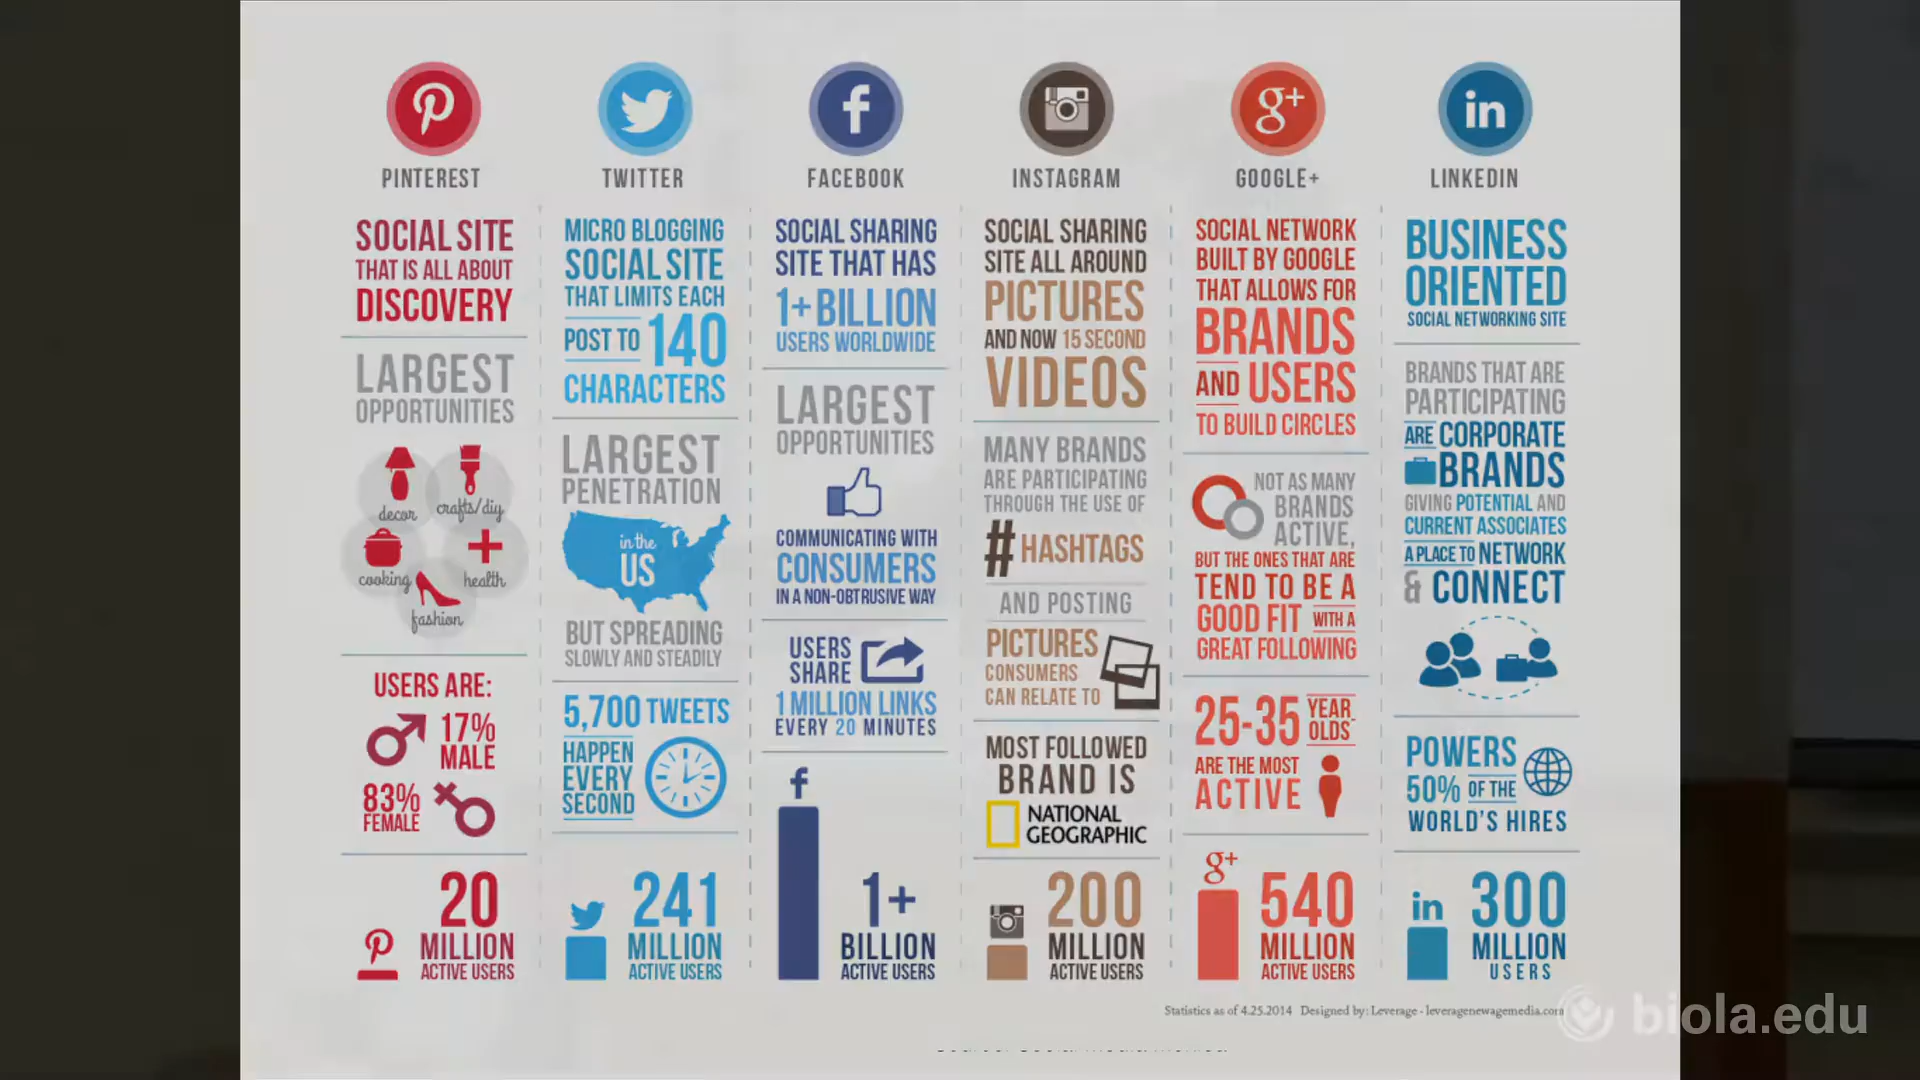 PINTEREST
SOCIAL SITE
THAT IS ALL ABOUT
DISCOVERY
LARGEST
OPPORTUNITIES
decor
crafts/diy
cooking
health
fashion
USERS ARE:
17%
MALE
83%
FEMALE
20
MILLION
ACTIVE USERS
TWITTER
MICRO BLOGGING
SOCIAL SITE
THAT LIMITS EACH
POST TO 140
CHARACTERS
LARGEST
PENETRATION
in the
US
BUT SPREADING
SLOWLY AND STEADILY
5,700 TWEETS
HAPPEN
EVERY
SECOND
241
MILLION
ACTIVE USERS
FACEBOOK
SOCIAL SHARING
SITE THAT HAS
1+ BILLION
USERS WORLDWIDE
LARGEST
OPPORTUNITIES
COMMUNICATING WITH
CONSUMERS
IN A NON-OBTRUSIVE WAY
USERS
SHARE
1 MILLION LINKS
EVERY 20 MINUTES
f
1+
BILLION
ACTIVE USERS
INSTAGRAM
SOCIAL SHARING
SITE ALL AROUND
PICTURES
AND NOW 15 SECOND
VIDEOS
MANY BRANDS
ARE PARTICIPATING
THROUGH THE USE OF
# HASHTAGS
AND POSTING
PICTURES
CONSUMERS
CAN RELATE TO
MOST FOLLOWED
BRAND IS
NATIONAL
GEOGRAPHIC
200
MILLION
ACTIVE USERS
g+
GOOGLE+
SOCIAL NETWORK
BUILT BY GOOGLE
THAT ALLOWS FOR
BRANDS
AND USERS
TO BUILD CIRCLES
NOT AS MANY
BRANDS
ACTIVE,
BUT THE ONES THAT ARE
TEND TO BE A
GOOD FIT WITH A
GREAT FOLLOWING
25-35 YEAR
OLDS
ARE THE MOST
ACTIVE
g+
540
MILLION
ACTIVE USERS
in
LINKEDIN
BUSINESS
ORIENTED
SOCIAL NETWORKING SITE
BRANDS THAT ARE
PARTICIPATING
ARE CORPORATE
BRANDS
GIVING POTENTIAL AND
CURRENT ASSOCIATES
A PLACE TO NETWORK
& CONNECT
POWERS
50% OF THE
WORLD'S HIRES
in
300
MILLION
USERS
Statistics as of 4.25.2014 Designed by: Leverage - leveragenewagemedia.com
biola.edu